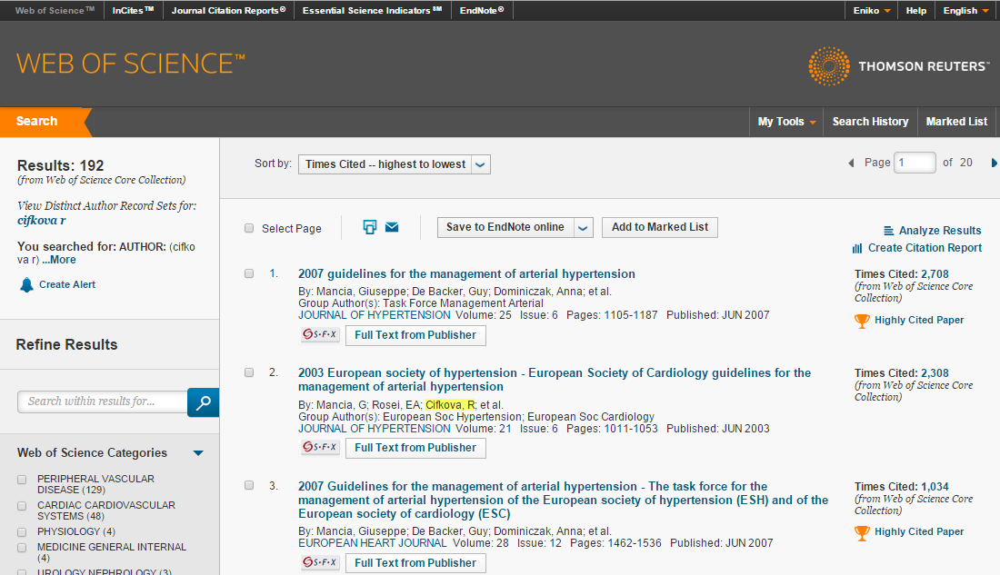 Web of Science™ InCites™ Journal Citation Reports® Essential Science Indicators ℠ EndNote® Eniko Help English
WEB OF SCIENCE™
THOMSON REUTERS™
Search My Tools Search History Marked List
Results: 192
(from Web of Science Core Collection)
View Distinct Author Record Sets for:
cifkova r
You searched for: AUTHOR: (cifko
va r) ...More
Create Alert
Refine Results
Search within results for...
Web of Science Categories
PERIPHERAL VASCULAR
DISEASE (129)
CARDIAC CARDIOVASCULAR
SYSTEMS (48)
PHYSIOLOGY (4)
MEDICINE GENERAL INTERNAL
(4)
UROLOGY NEPHROLOGY (3)
Sort by: Times Cited -- highest to lowest
Page 1 of 20
Select Page Save to EndNote online Add to Marked List
Analyze Results
Create Citation Report
1. 2007 guidelines for the management of arterial hypertension
By: Mancia, Giuseppe; De Backer, Guy; Dominiczak, Anna; et al.
Group Author(s): Task Force Management Arterial
JOURNAL OF HYPERTENSION Volume: 25 Issue: 6 Pages: 1105-1187 Published: JUN 2007
S·F·X Full Text from Publisher
Times Cited: 2,708
(from Web of Science Core
Collection)
Highly Cited Paper
2. 2003 European society of hypertension - European Society of Cardiology guidelines for the
management of arterial hypertension
By: Mancia, G; Rosei, EA; Cifkova, R; et al.
Group Author(s): European Soc Hypertension; European Soc Cardiology
JOURNAL OF HYPERTENSION Volume: 21 Issue: 6 Pages: 1011-1053 Published: JUN 2003
S·F·X Full Text from Publisher
Times Cited: 2,308
(from Web of Science Core
Collection)
3. 2007 Guidelines for the management of arterial hypertension - The task force for the
management of arterial hypertension of the European society of hypertension (ESH) and of the
European society of cardiology (ESC)
By: Mancia, Giuseppe; De Backer, Guy; Dominiczak, Anna; et al.
EUROPEAN HEART JOURNAL Volume: 28 Issue: 12 Pages: 1462-1536 Published: JUN 2007
S·F·X Full Text from Publisher
Times Cited: 1,034
(from Web of Science Core
Collection)
Highly Cited Paper